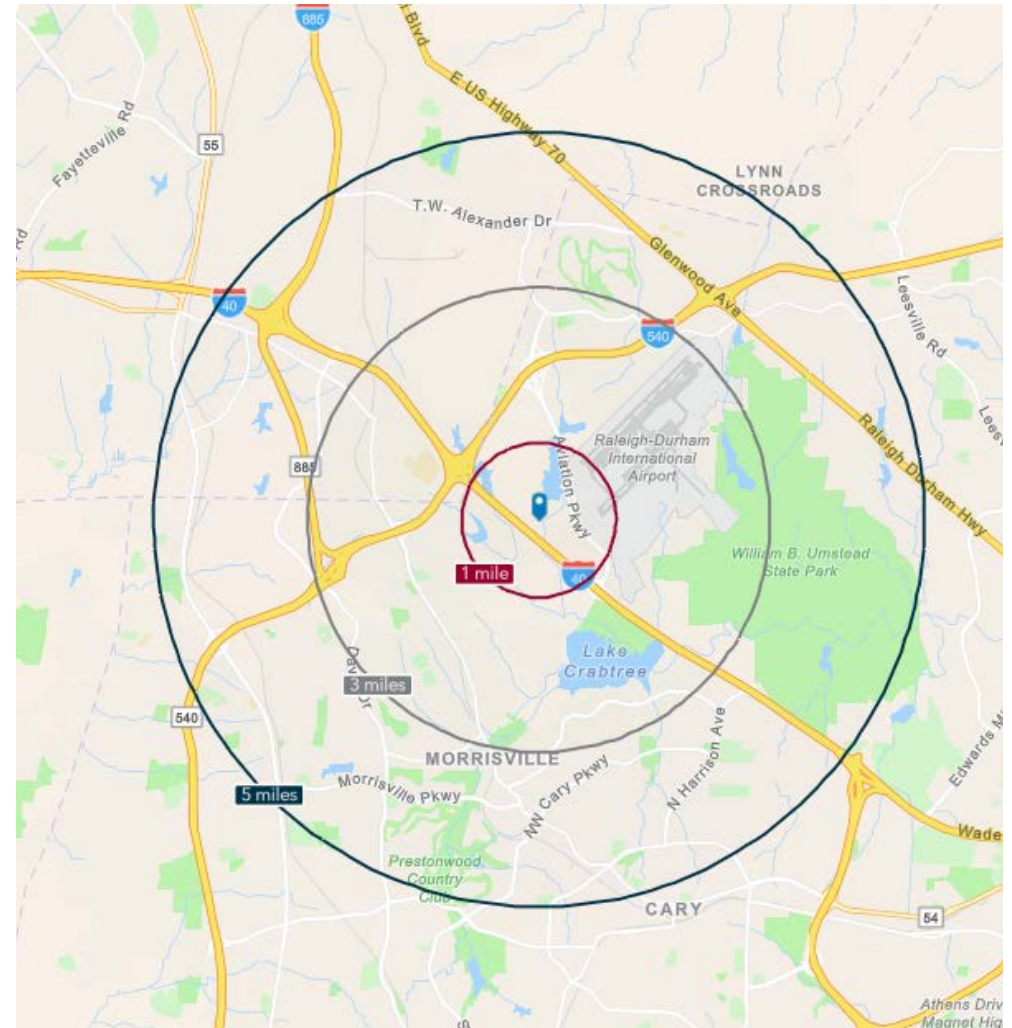 885
d Blvd
E US Highway 70
Fayetteville Rd
55
LYNN
CROSSROADS
T.W. Alexander Dr
Rd
Glenwood Ave
40
540
Leesville Rd
Aviation Pkwy
Raleigh-Durham
International
Airport
Leesv
885
Raleigh Durham Hwy
William B. Umstead
State Park
1 mile
40
Lake
Crabtree
Dav
3 miles
Dr
540
MORRISVILLE
N Harrison Ave
Edwards M
5 miles
Morrisville Pkwy
NW Cary Pkwy
Wade
Prestonwood
Country
Club
CARY
54
Athens Driv
Magnet Hig